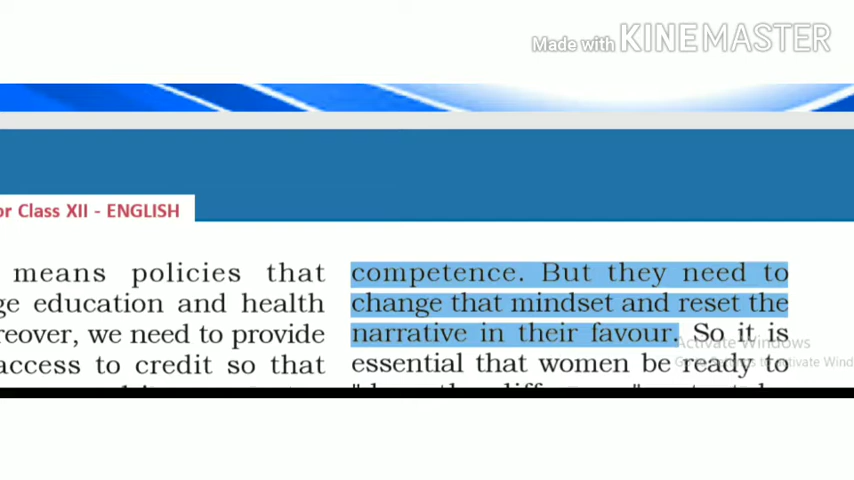 Made with KINEMASTER
or Class XII - ENGLISH
means policies that
ge education and health
reover, we need to provide
access to credit so that
competence. But they need to
change that mindset and reset the
narrative in their favour. So it is
essential that women be ready to
Activate Windows